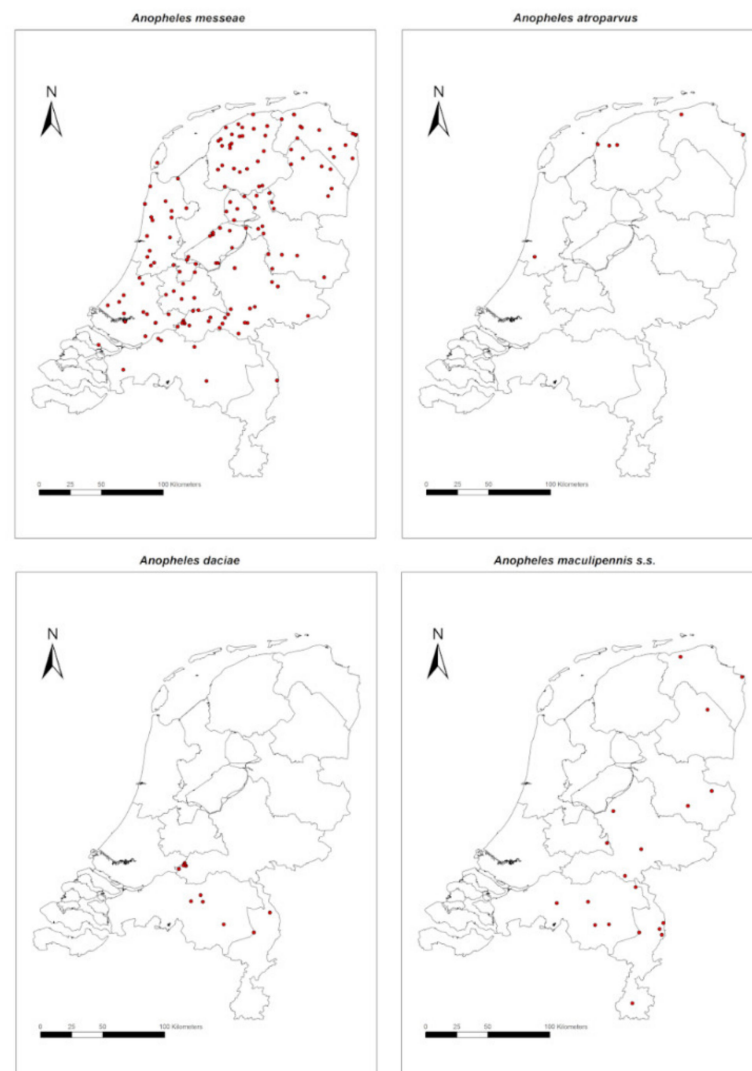 Anopheles messeae
N
0 25 50 100 Kilometers
Anopheles atroparvus
N
0 25 50 100 Kilometers
Anopheles daciae
N
0 25 50 100 Kilometers
Anopheles maculipennis s.s.
N
0 25 50 100 Kilometers